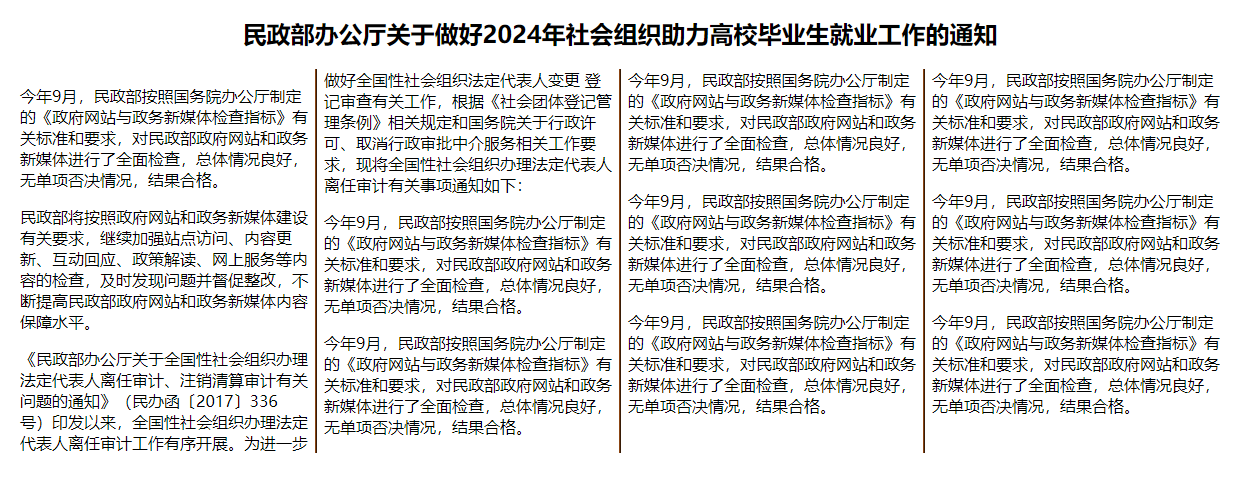 民政部办公厅关于做好2024年社会组织助力高校毕业生就业工作的通知
今年9月，民政部按照国务院办公厅制定
的《政府网站与政务新媒体检查指标》有
关标准和要求，对民政部政府网站和政务
新媒体进行了全面检查，总体情况良好，
无单项否决情况，结果合格。
民政部将按照政府网站和政务新媒体建设
有关要求，继续加强站点访问、内容更
新、互动回应、政策解读、网上服务等内
容的检查，及时发现问题并督促整改，不
断提高民政部政府网站和政务新媒体内容
保障水平。
《民政部办公厅关于全国性社会组织办理
法定代表人离任审计、注销清算审计有关
问题的通知》（民办函〔2017〕336
号）印发以来，全国性社会组织办理法定
代表人离任审计工作有序开展。为进一步
做好全国性社会组织法定代表人变更 登
记审查有关工作，根据《社会团体登记管
理条例》相关规定和国务院关于行政许
可、取消行政审批中介服务相关工作要
求，现将全国性社会组织办理法定代表人
离任审计有关事项通知如下：
今年9月，民政部按照国务院办公厅制定
的《政府网站与政务新媒体检查指标》有
关标准和要求，对民政部政府网站和政务
新媒体进行了全面检查，总体情况良好，
无单项否决情况，结果合格。
今年9月，民政部按照国务院办公厅制定
的《政府网站与政务新媒体检查指标》有
关标准和要求，对民政部政府网站和政务
新媒体进行了全面检查，总体情况良好，
无单项否决情况，结果合格。
今年9月，民政部按照国务院办公厅制定
的《政府网站与政务新媒体检查指标》有
关标准和要求，对民政部政府网站和政务
新媒体进行了全面检查，总体情况良好，
无单项否决情况，结果合格。
今年9月，民政部按照国务院办公厅制定
的《政府网站与政务新媒体检查指标》有
关标准和要求，对民政部政府网站和政务
新媒体进行了全面检查，总体情况良好，
无单项否决情况，结果合格。
今年9月，民政部按照国务院办公厅制定
的《政府网站与政务新媒体检查指标》有
关标准和要求，对民政部政府网站和政务
新媒体进行了全面检查，总体情况良好，
无单项否决情况，结果合格。
今年9月，民政部按照国务院办公厅制定
的《政府网站与政务新媒体检查指标》有
关标准和要求，对民政部政府网站和政务
新媒体进行了全面检查，总体情况良好，
无单项否决情况，结果合格。
今年9月，民政部按照国务院办公厅制定
的《政府网站与政务新媒体检查指标》有
关标准和要求，对民政部政府网站和政务
新媒体进行了全面检查，总体情况良好，
无单项否决情况，结果合格。
今年9月，民政部按照国务院办公厅制定
的《政府网站与政务新媒体检查指标》有
关标准和要求，对民政部政府网站和政务
新媒体进行了全面检查，总体情况良好，
无单项否决情况，结果合格。